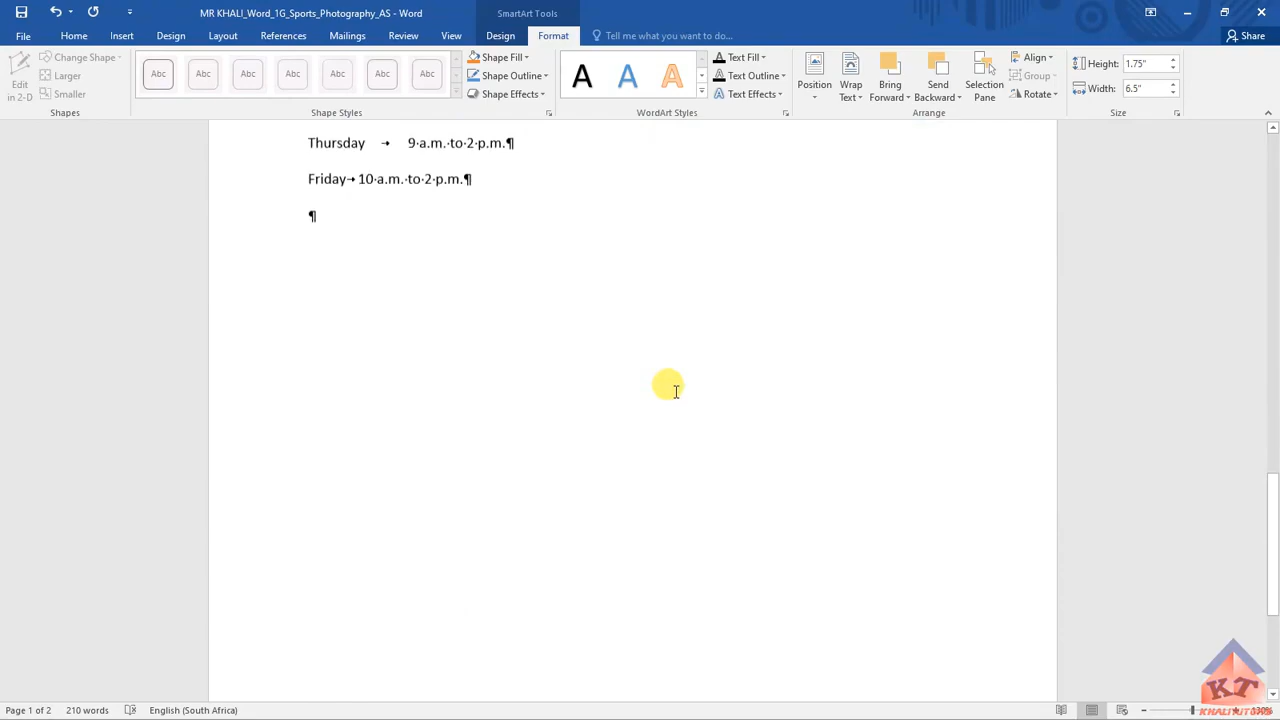 MR KHALI_Word_1G_Sports_Photography_AS - Word
SmartArt Tools
File Home Insert Design Layout References Mailings Review View Design Format Tell me what you want to do... Share
Edit in 2-D
Change Shape
Larger
Smaller
Shapes
Abc Abc Abc Abc Abc Abc Abc
Shape Styles
Shape Fill
Shape Outline
Shape Effects
A A A
WordArt Styles
Text Fill
Text Outline
Text Effects
Position
Wrap Text
Bring Forward
Send Backward
Selection Pane
Align
Group
Rotate
Arrange
Height: 1.75"
Width: 6.5"
Size
Thursday → 9·a.m.·to·2·p.m.¶
Friday→10·a.m.·to·2·p.m.¶
¶
KT
Page 1 of 2 210 words English (South Africa)